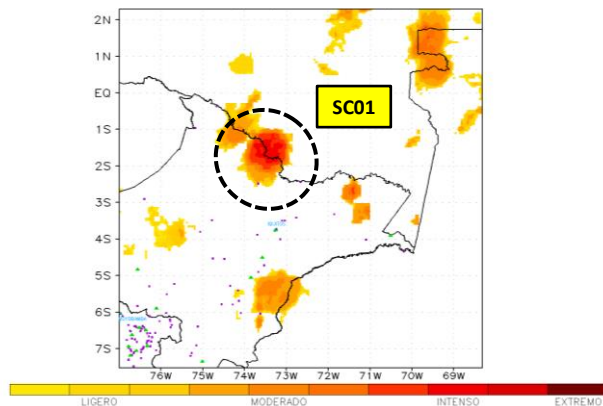 2N
1N
EQ
SC01
1S
2S
3S
4S
5S
6S
7S
76W 75W 74W 73W 72W 71W 70W 69W
LIGERO MODERADO INTENSO EXTREMO